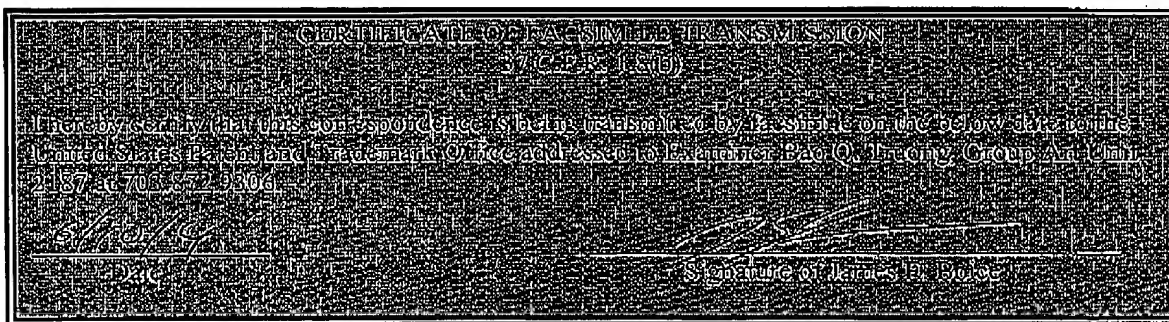 CERTIFICATE OF FACSIMILE TRANSMISSION
37 C.F.R. 1.8(b)
I hereby certify that this correspondence is being transmitted by facsimile on the below date to the
United States Patent and Trademark Office addressed to Examiner Bao Q. Truong, Group Art Unit
2187 at 703.872.9306
Date
Signature of James E. Boice